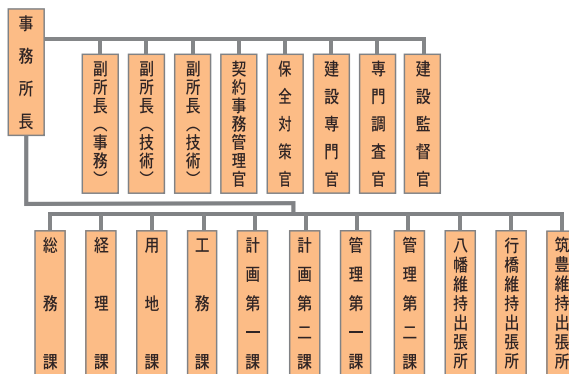 事務所長
副所長（事務）
副所長（技術）
副所長（技術）
契約事務管理官
保全対策官
建設専門官
専門調査官
建設監督官
総務課
経理課
用地課
工務課
計画第一課
計画第二課
管理第一課
管理第二課
八幡維持出張所
行橋維持出張所
筑豊維持出張所